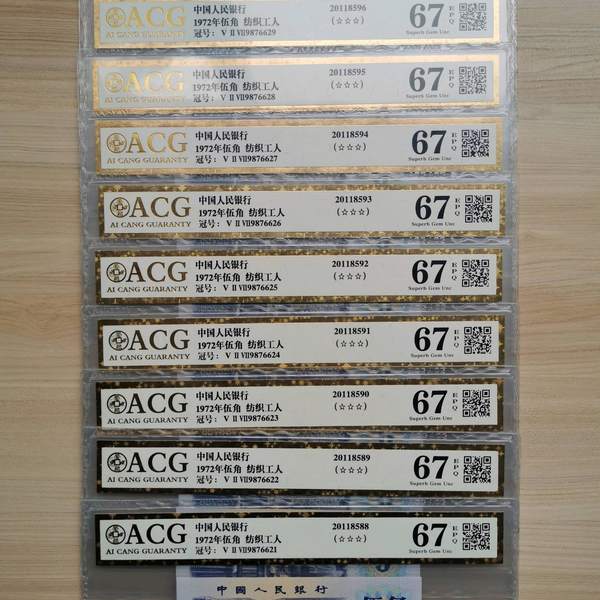 ACG
AI CANG GUARANTY
中国人民银行
1972年伍角 纺织工人
冠号: V II VII9876629
20118596
(☆☆☆)
67
EPQ
Superb Gem Unc
ACG
AI CANG GUARANTY
中国人民银行
1972年伍角 纺织工人
冠号: V II VII9876628
20118595
(☆☆☆)
67
EPQ
Superb Gem Unc
ACG
AI CANG GUARANTY
中国人民银行
1972年伍角 纺织工人
冠号: V II VII9876627
20118594
(☆☆☆)
67
EPQ
Superb Gem Unc
ACG
AI CANG GUARANTY
中国人民银行
1972年伍角 纺织工人
冠号: V II VII9876626
20118593
(☆☆☆)
67
EPQ
Superb Gem Unc
ACG
AI CANG GUARANTY
中国人民银行
1972年伍角 纺织工人
冠号: V II VII9876625
20118592
(☆☆☆)
67
EPQ
Superb Gem Unc
ACG
AI CANG GUARANTY
中国人民银行
1972年伍角 纺织工人
冠号: V II VII9876624
20118591
(☆☆☆)
67
EPQ
Superb Gem Unc
ACG
AI CANG GUARANTY
中国人民银行
1972年伍角 纺织工人
冠号: V II VII9876623
20118590
(☆☆☆)
67
EPQ
Superb Gem Unc
ACG
AI CANG GUARANTY
中国人民银行
1972年伍角 纺织工人
冠号: V II VII9876622
20118589
(☆☆☆)
67
EPQ
Superb Gem Unc
ACG
AI CANG GUARANTY
中国人民银行
1972年伍角 纺织工人
冠号: V II VII9876621
20118588
(☆☆☆)
67
EPQ
Superb Gem Unc
中國人民銀行